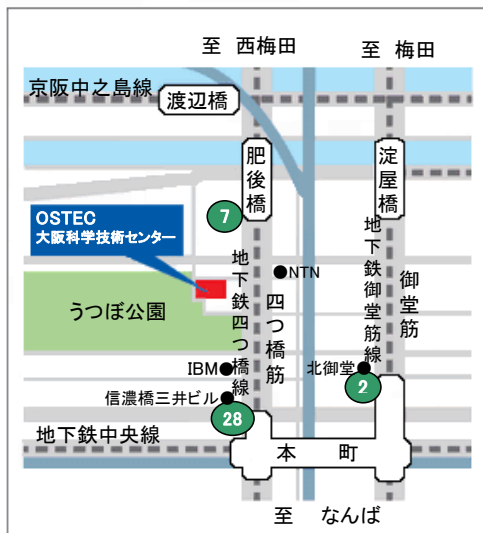 至 西梅田
至 梅田
京阪中之島線
渡辺橋
肥後橋
淀屋橋
7
OSTEC
大阪科学技術センター
NTN
うつぼ公園
地下鉄四つ橋線
四つ橋筋
地下鉄御堂筋線
御堂筋
IBM
北御堂
2
信濃橋三井ビル
28
地下鉄中央線
本町
至 なんば